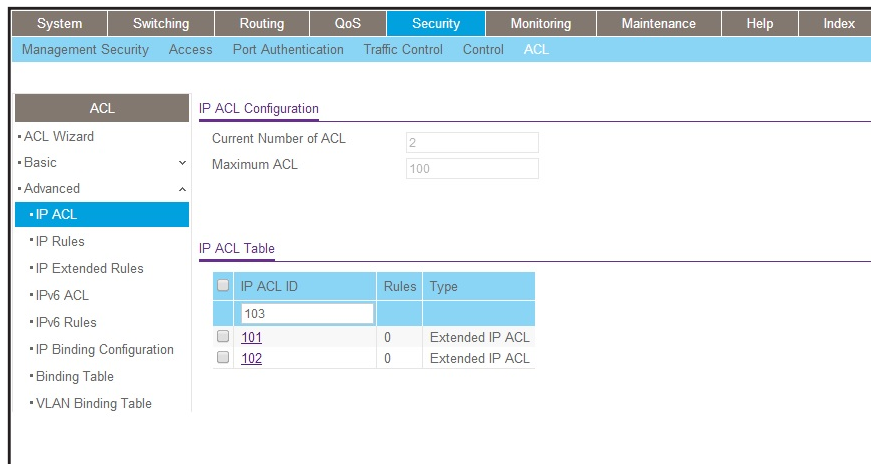 System Switching Routing QoS Security Monitoring Maintenance Help Index
Management Security Access Port Authentication Traffic Control Control ACL
ACL
ACL Wizard
Basic
Advanced
IP ACL
IP Rules
IP Extended Rules
IPv6 ACL
IPv6 Rules
IP Binding Configuration
Binding Table
VLAN Binding Table
IP ACL Configuration
Current Number of ACL 2
Maximum ACL 100
IP ACL Table
IP ACL ID Rules Type
103
101 0 Extended IP ACL
102 0 Extended IP ACL